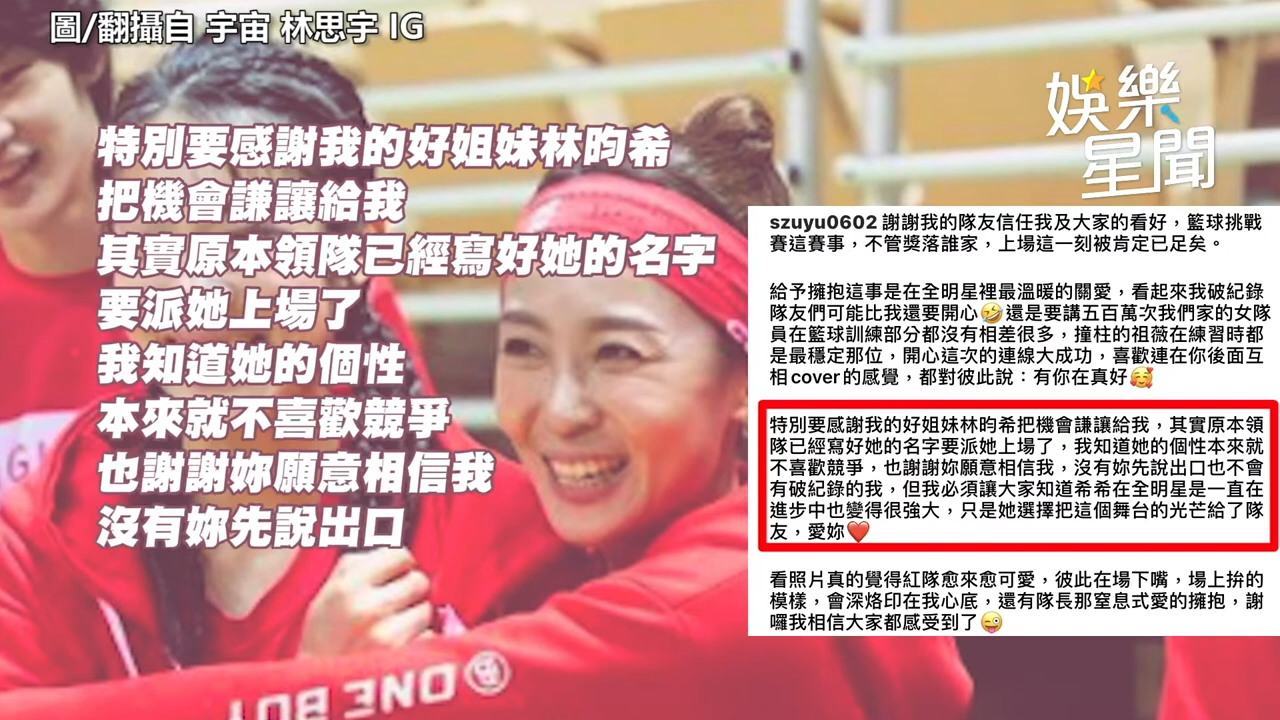 圖/翻攝自 宇宙 林思宇 IG
娛樂
星聞
特別要感謝我的好姐妹林昀希
把機會謙讓給我
其實原本領隊已經寫好她的名字
要派她上場了
我知道她的個性
本來就不喜歡競爭
也謝謝妳願意相信我
沒有妳先說出口
szuyu0602 謝謝我的隊友信任我及大家的看好，籃球挑戰
賽這賽事，不管獎落誰家，上場這一刻被肯定已足矣。
給予擁抱這事是在全明星裡最溫暖的關愛，看起來我破紀錄
隊友們可能比我還要開心🤣還是要講五百萬次我們家的女隊
員在籃球訓練部分都沒有相差很多，撞柱的祖薇在練習時都
是最穩定那位，開心這次的連線大成功，喜歡連在你後面互
相cover的感覺，都對彼此說：有你在真好🥰
特別要感謝我的好姐妹林昀希把機會謙讓給我，其實原本領
隊已經寫好她的名字要派她上場了，我知道她的個性本來就
不喜歡競爭，也謝謝妳願意相信我，沒有妳先說出口也不會
有破紀錄的我，但我必須讓大家知道希希在全明星是一直在
進步中也變得很強大，只是她選擇把這個舞台的光芒給了隊
友，愛妳❤️
看照片真的覺得紅隊愈來愈可愛，彼此在場下嘴，場上拚的
模樣，會深烙印在我心底，還有隊長那窒息式愛的擁抱，謝
囉我相信大家都感受到了😜
ONE BOY